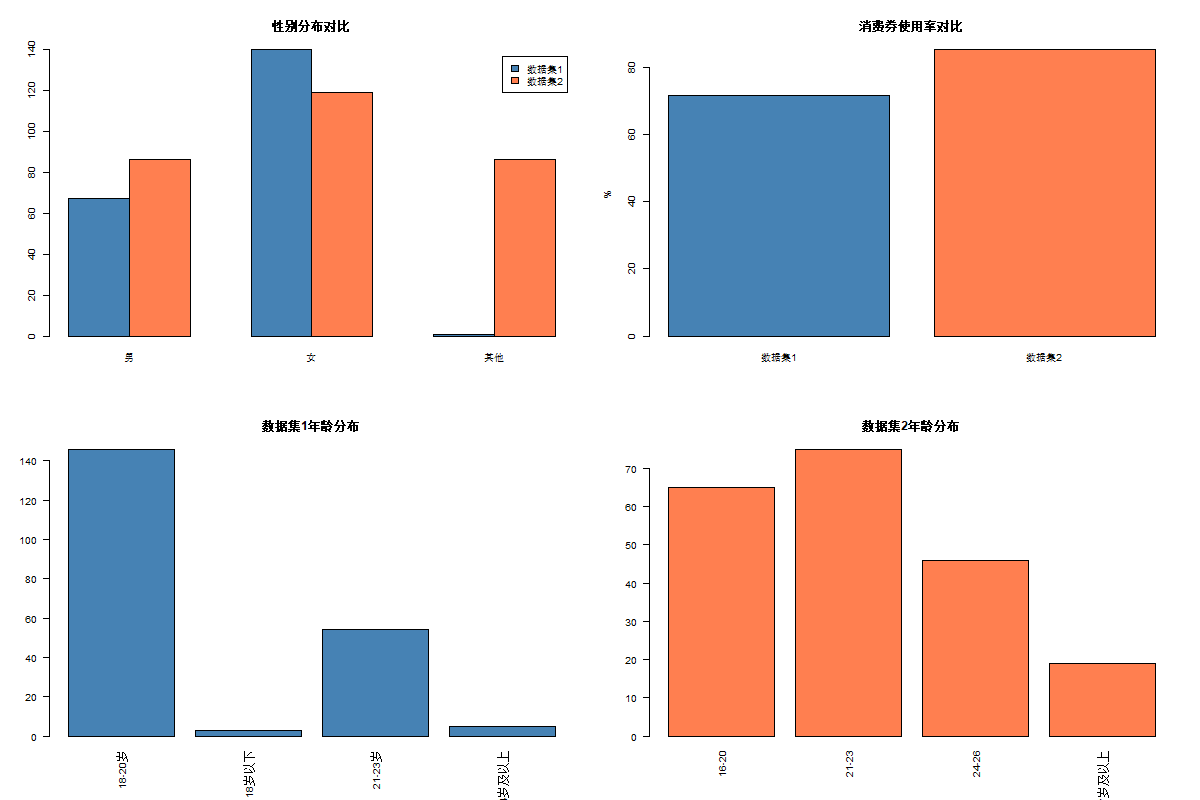 性别分布对比
140
120
100
80
60
40
20
0
数据集1
数据集2
男
女
其他
消费券使用率对比
%
80
60
40
20
0
数据集1
数据集2
数据集1年龄分布
140
120
100
80
60
40
20
0
18-20岁
18岁以下
21-23岁
岁及以上
数据集2年龄分布
70
60
50
40
30
20
10
0
16-20
21-23
24-26
岁及以上